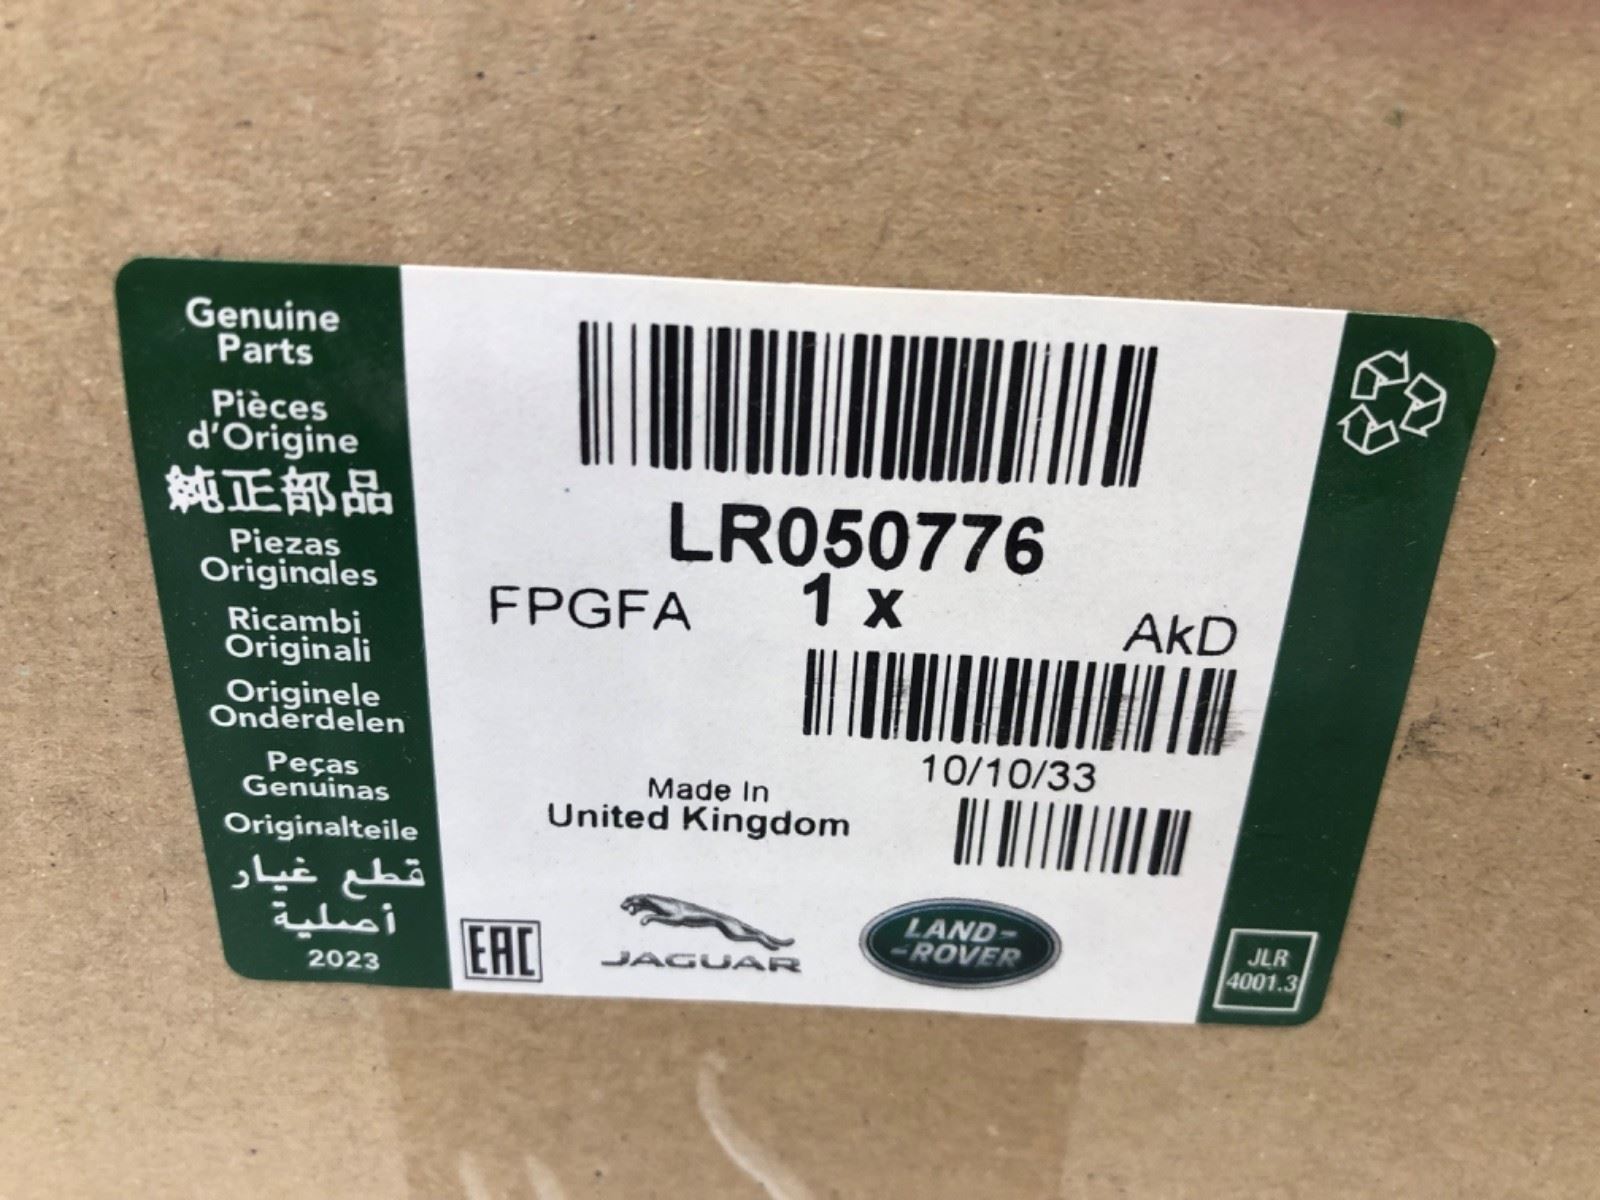 Genuine
Parts
Pièces
d'Origine
純正部品
Piezas
Originales
Ricambi
Originali
Originele
Onderdelen
Peças
Genuinas
Originalteile
قطع غيار
أصلية
2023
LR050776
FPGFA
1 x
AkD
10/10/33
Made In
United Kingdom
EAC
JAGUAR
LAND-
-ROVER
JLR
4001.3